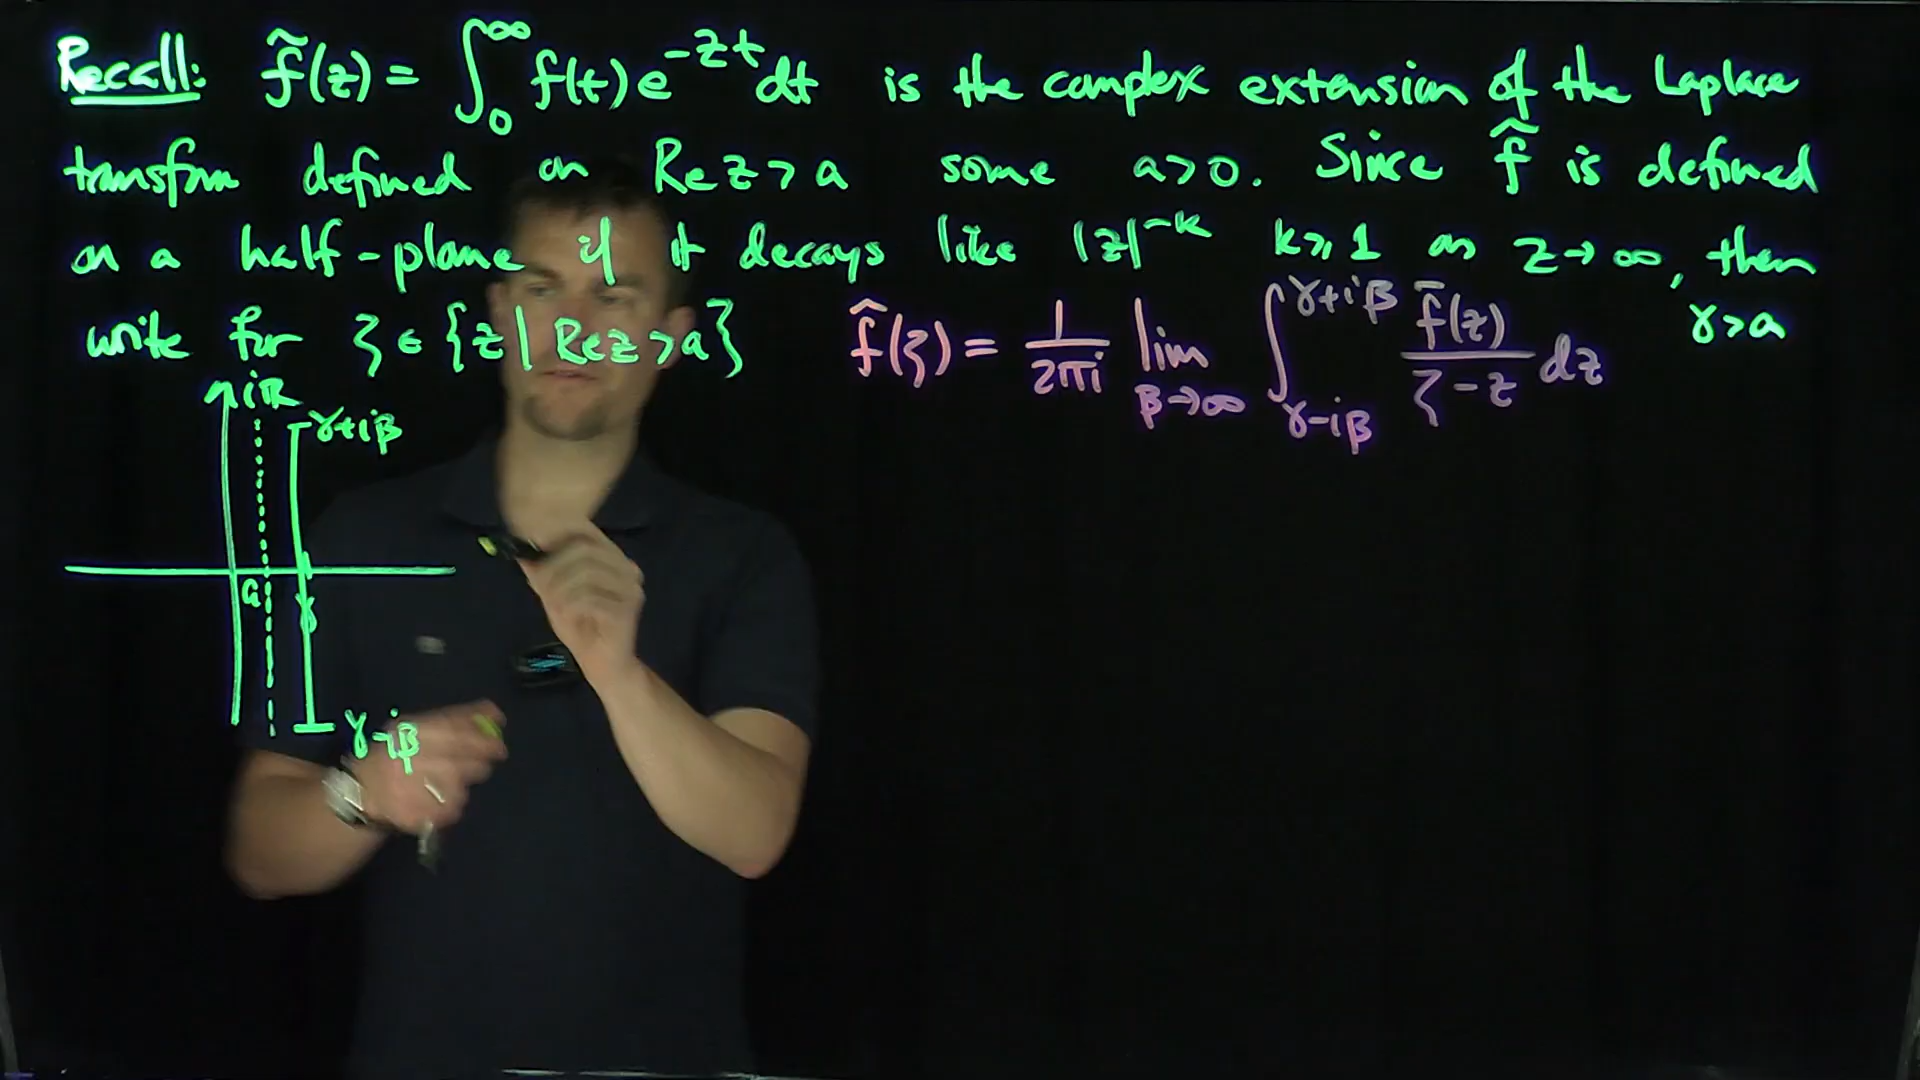 Recall: f̃(z) = ∫₀^∞ f(t) e^{-zt} dt is the complex extension of the Laplace
transform defined on Re z > a some a>0. Since f̃ is defined
on a half-plane if it decays like |z|^{-k} k≥1 as z→∞, then
write for ζ ∈ {z | Re z > a} f̂(ζ) = 1/2πi lim_{β→∞} ∫_{γ-iβ}^{γ+iβ} f̄(z)/(ζ-z) dz γ>a
iR
γ+iβ
a
γ
γ-iβ